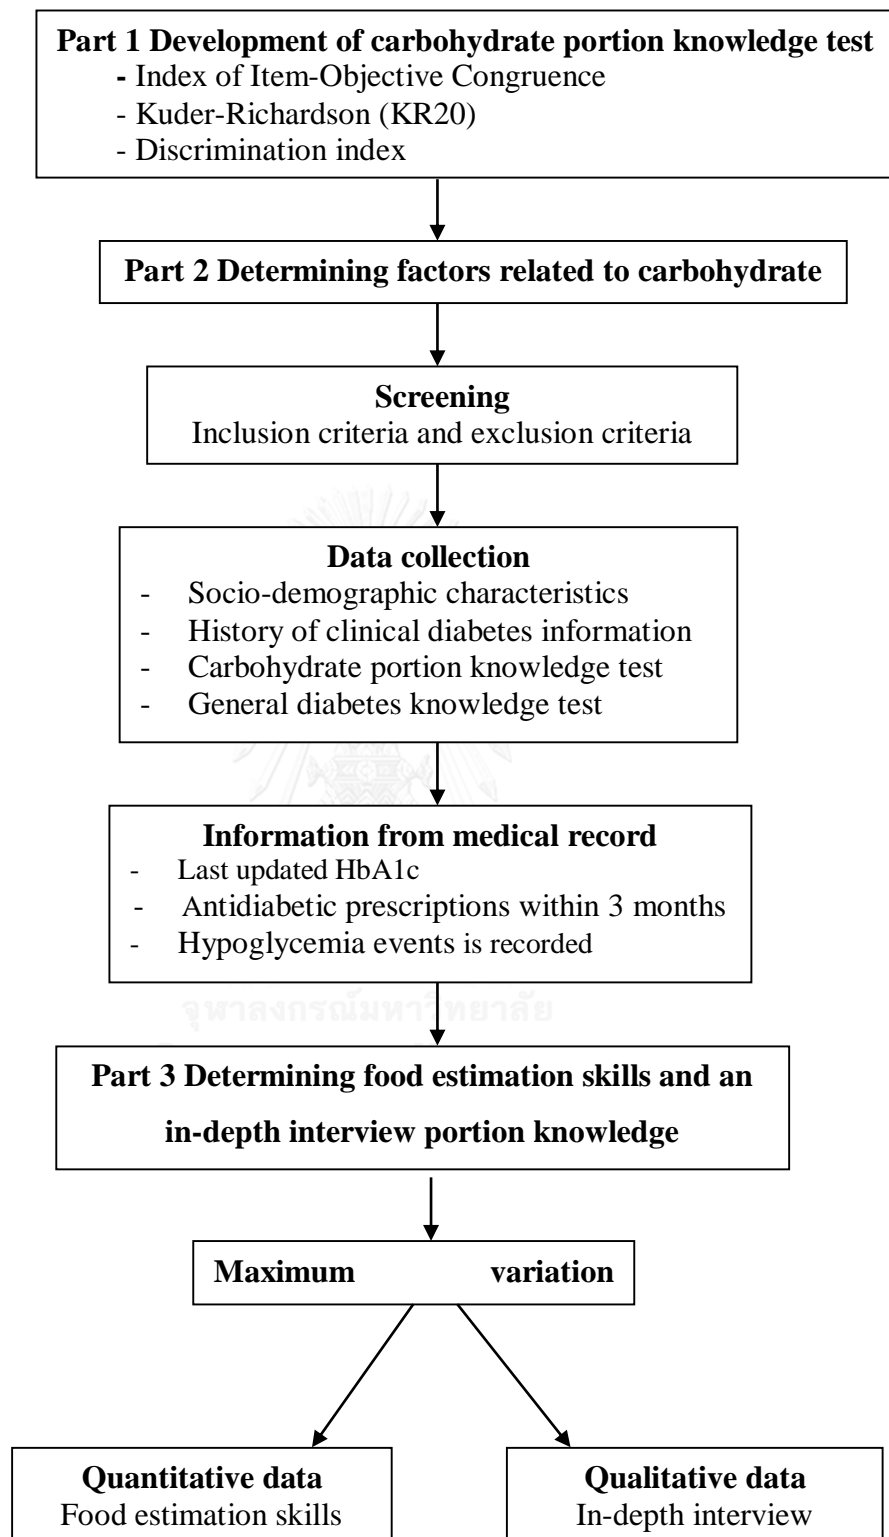 Part 1 Development of carbohydrate portion knowledge test
- Index of Item-Objective Congruence
- Kuder-Richardson (KR20)
- Discrimination index
Part 2 Determining factors related to carbohydrate
Screening
Inclusion criteria and exclusion criteria
Data collection
- Socio-demographic characteristics
- History of clinical diabetes information
- Carbohydrate portion knowledge test
- General diabetes knowledge test
Information from medical record
- Last updated HbA1c
- Antidiabetic prescriptions within 3 months
- Hypoglycemia events is recorded
จุฬาลงกรณ์มหาวิทยาลัย
Part 3 Determining food estimation skills and an
in-depth interview portion knowledge
Maximum variation
Quantitative data
Food estimation skills
Qualitative data
In-depth interview